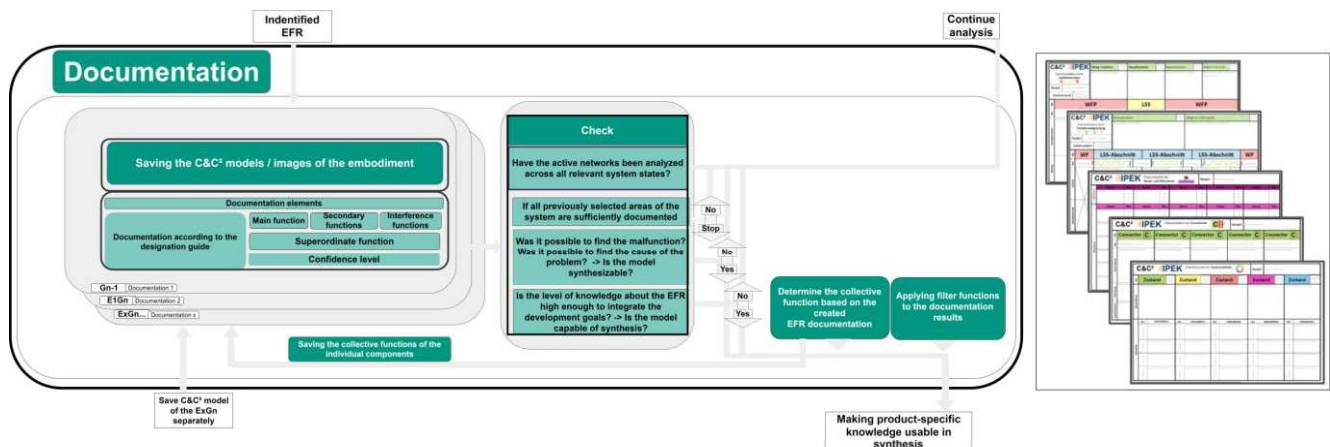 Indentified
EFR
Continue
analysis
Documentation
Saving the C&C² models / images of the embodiment
Documentation elements
Documentation according to the
designation guide
Main function
Secondary
functions
Interference
functions
Superordinate function
Confidence level
Gn-1
Documentation 1
E1Gn
Documentation 2
ExGn...
Documentation x
Saving the collective functions of the
individual components
Save C&C² model
of the ExGn
separately
Check
Have the active networks been analyzed
across all relevant system states?
If all previously selected areas of the
system are sufficiently documented
Was it possible to find the malfunction?
Was it possible to find the cause of the
problem? -> Is the model
synthesizable?
Is the level of knowledge about the EFR
high enough to integrate the
development goals? -> Is the model
capable of synthesis?
No
Stop
No
Yes
No
Yes
Determine the collective
function based on the
created
EFR documentation
Applying filter functions
to the documentation
results
Making product-specific
knowledge usable in
synthesis
C&C² IPEK
WFP LSS WFP
C&C² IPEK
WF LSS-Abschnitt LSS-Abschnitt LSS-Abschnitt WF
C&C² IPEK
C&C² IPEK
Connector C Connector C Connector C Connector C Connector C
C&C² IPEK
Zustand Zustand Zustand Zustand Zustand